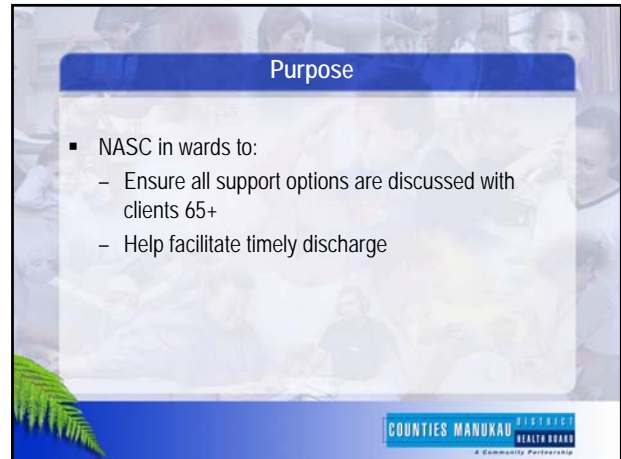 Purpose
▪ NASC in wards to:
– Ensure all support options are discussed with
clients 65+
– Help facilitate timely discharge
COUNTIES MANUKAU DISTRICT
HEALTH BOARD
A Community Partnership